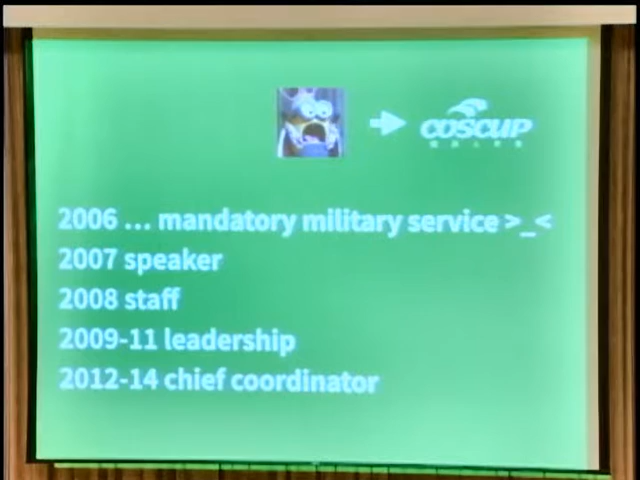 COSCUP
2006 ... mandatory military service >_<
2007 speaker
2008 staff
2009-11 leadership
2012-14 chief coordinator